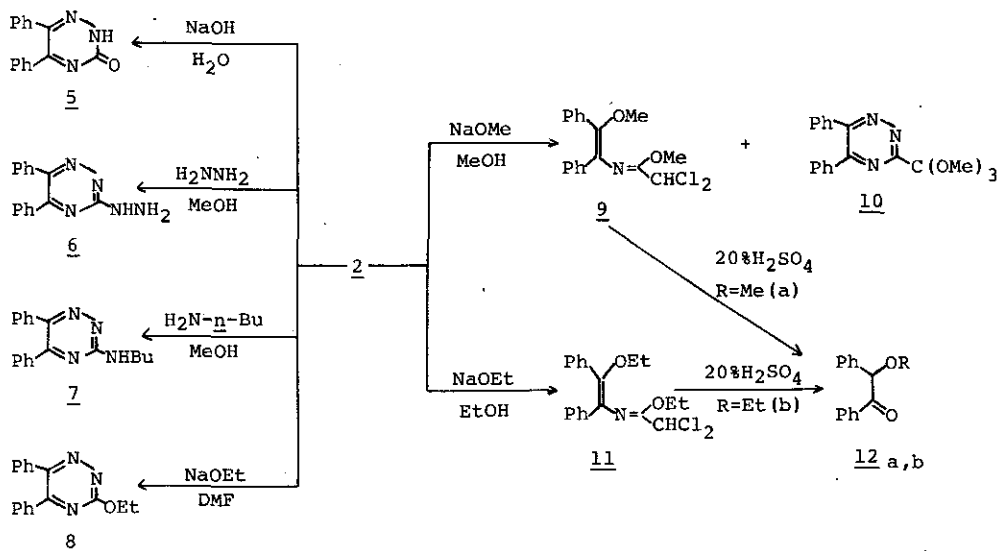 Ph N NH Ph N O
5
NaOH
H2O
Ph N N Ph N NHNH2
6
H2NNH2
MeOH
Ph N N Ph N NHBu
7
H2N-n-Bu
MeOH
Ph N N Ph N OEt
8
NaOEt
DMF
2
NaOMe
MeOH
Ph OMe
Ph N= OMe
CHCl2
9
+
Ph N N
Ph N C(OMe)3
10
20%H2SO4
R=Me(a)
NaOEt
EtOH
Ph OEt
Ph N= OEt
CHCl2
11
20%H2SO4
R=Et(b)
Ph OR
Ph O
12 a,b